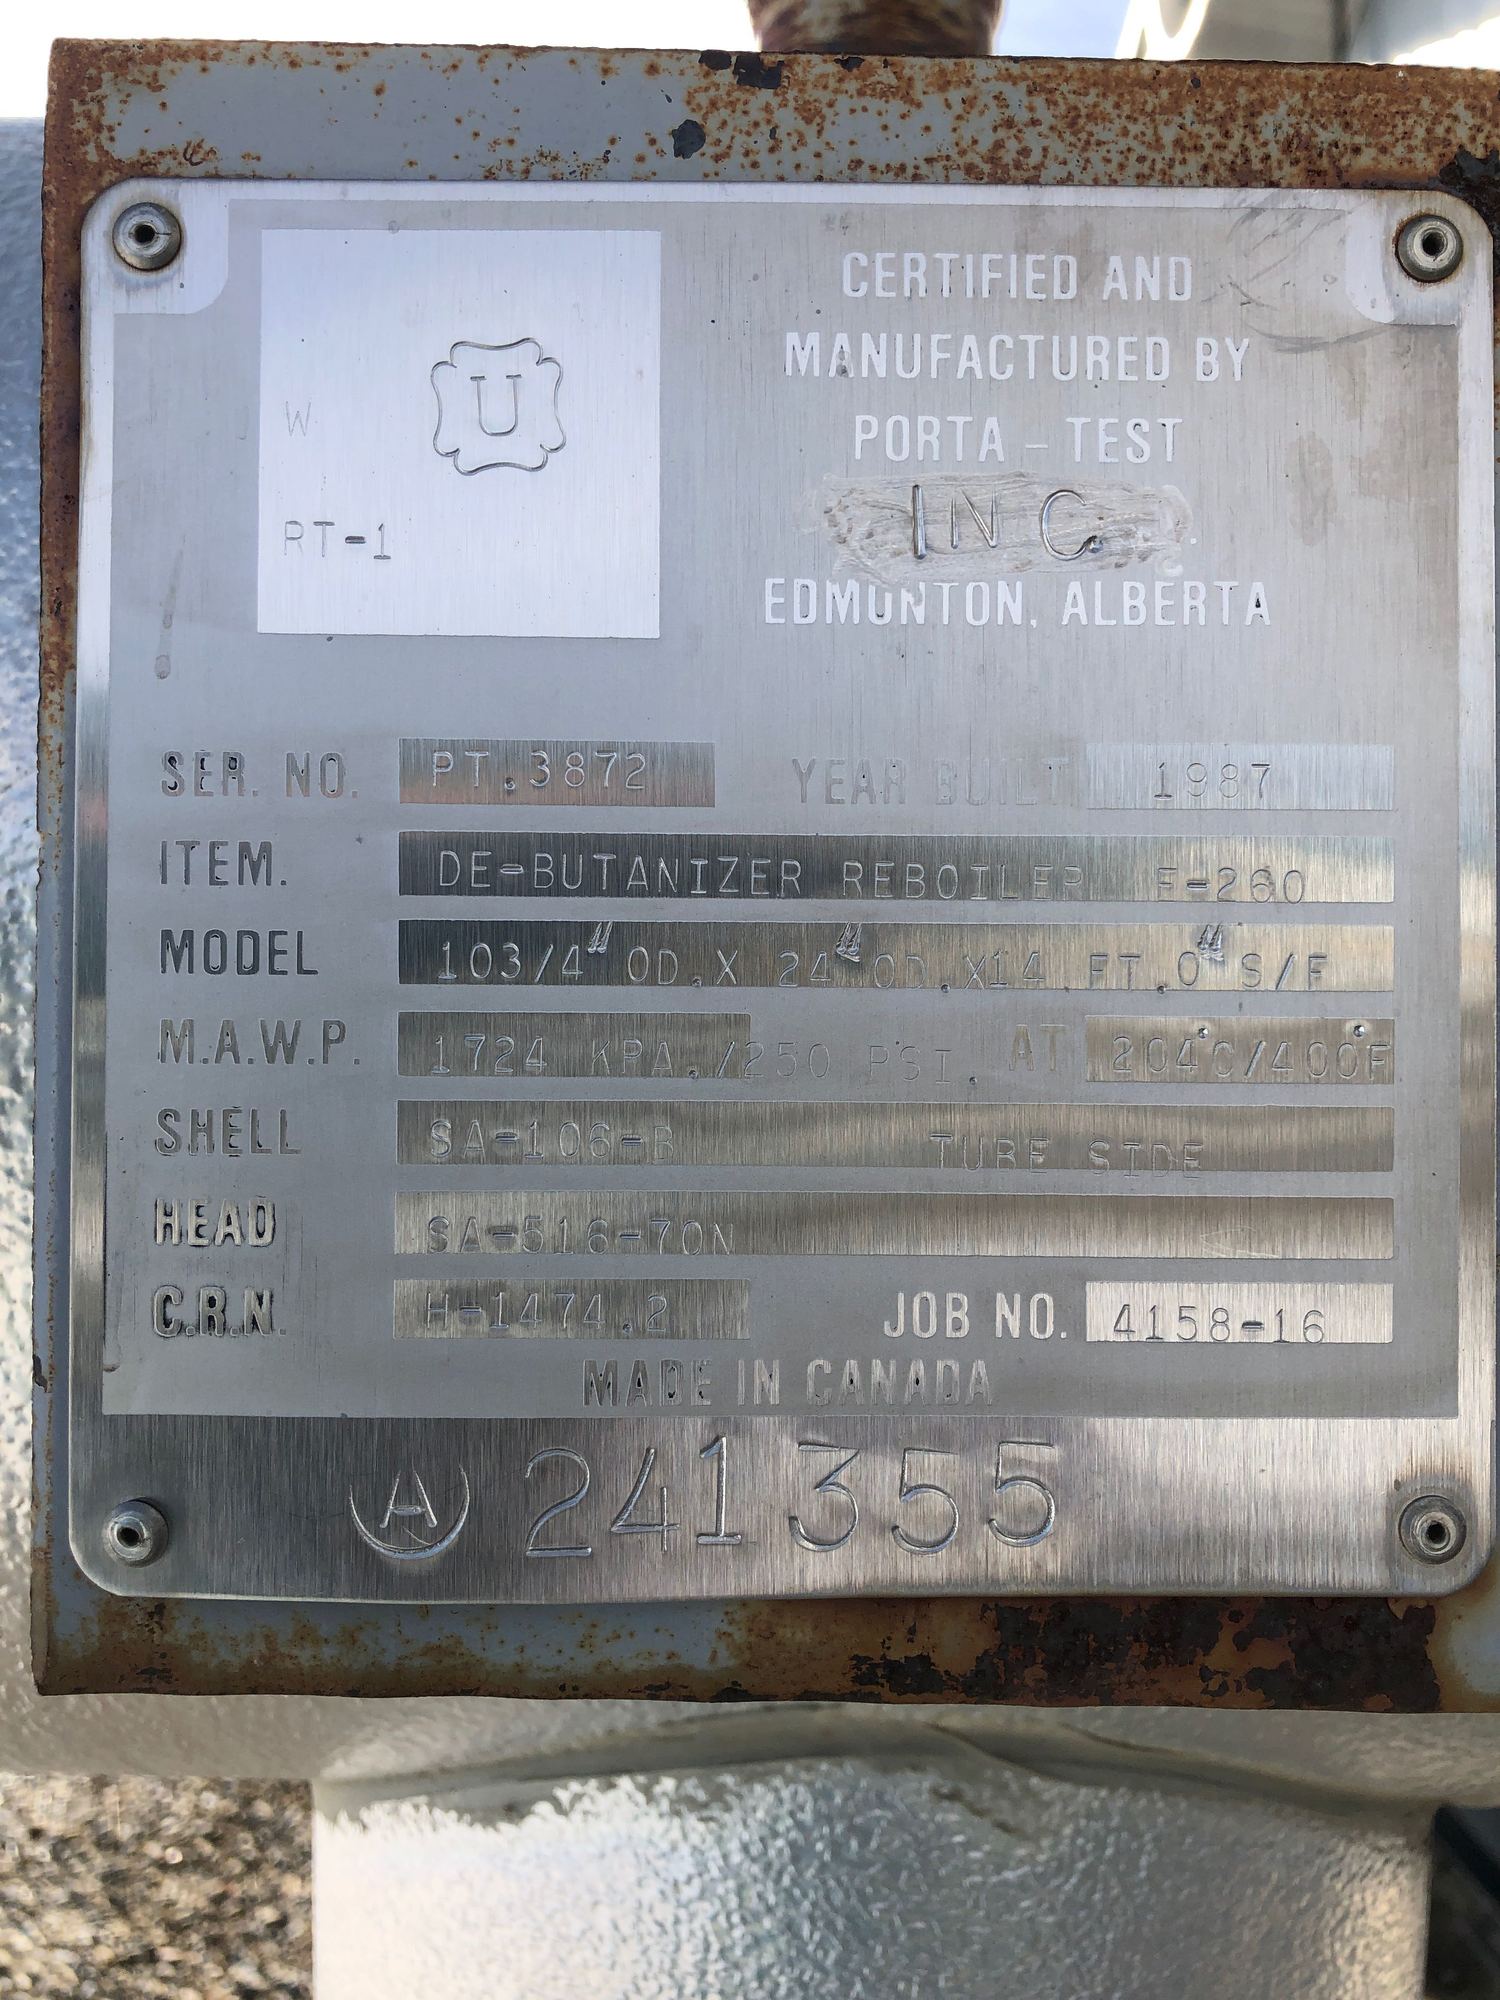 U
W
RT-1
CERTIFIED AND
MANUFACTURED BY
PORTA - TEST
INC.
EDMONTON, ALBERTA
SER. NO. PT.3872 YEAR BUILT 1987
ITEM. DE-BUTANIZER REBOILER E-260
MODEL 103/4" OD.X 24" OD.X14 FT.0" S/F
M.A.W.P. 1724 KPA./250 PSI. AT 204°C/400°F
SHELL SA-106-B TUBE SIDE
HEAD SA-516-70N
C.R.N. H-1474.2 JOB NO. 4158-16
MADE IN CANADA
A 241355